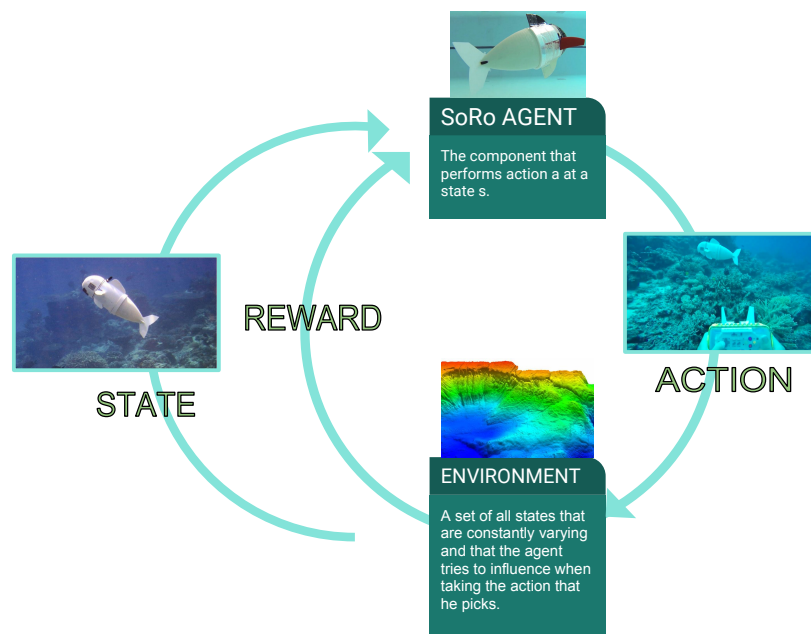 SoRo AGENT
The component that
performs action a at a
state s.
REWARD
STATE
ACTION
ENVIRONMENT
A set of all states that
are constantly varying
and that the agent
tries to influence when
taking the action that
he picks.